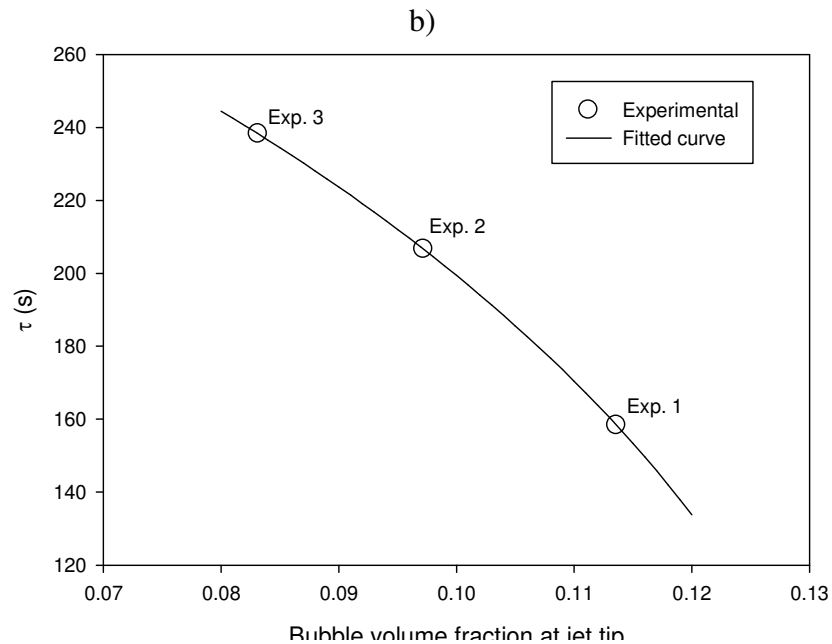 b)
260
240
220
200
180
160
140
120
τ (s)
Exp. 3
Exp. 2
Exp. 1
Experimental
Fitted curve
0.07 0.08 0.09 0.10 0.11 0.12 0.13
Bubble volume fraction at jet tip